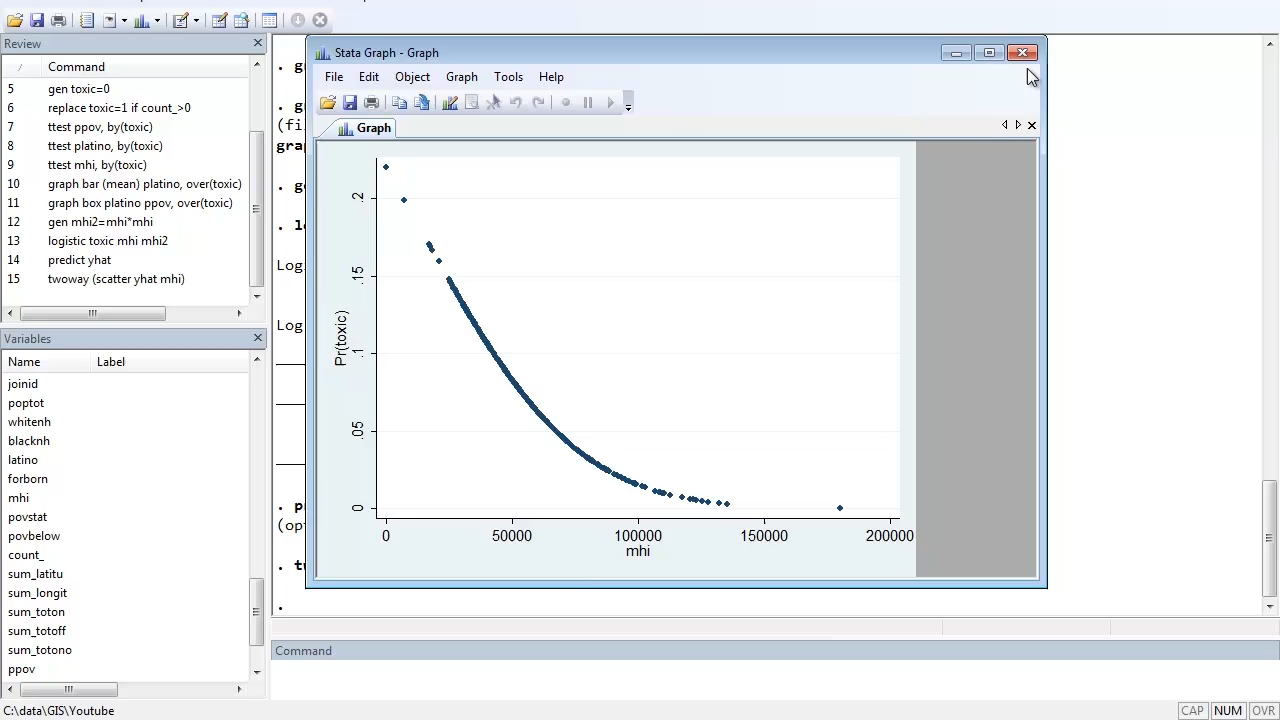 Review
/ Command
5 gen toxic=0
6 replace toxic=1 if count_>0
7 ttest ppov, by(toxic)
8 ttest platino, by(toxic)
9 ttest mhi, by(toxic)
10 graph bar (mean) platino, over(toxic)
11 graph box platino ppov, over(toxic)
12 gen mhi2=mhi*mhi
13 logistic toxic mhi mhi2
14 predict yhat
15 twoway (scatter yhat mhi)
Variables
Name Label
joinid
poptot
whitenh
blacknh
latino
forborn
mhi
povstat
povbelow
count_
sum_latitu
sum_longit
sum_toton
sum_totoff
sum_totono
ppov
Stata Graph - Graph
File Edit Object Graph Tools Help
Graph
Pr(toxic)
.2
.15
.1
.05
0
0 50000 100000 150000 200000
mhi
Command
C:\data\GIS\Youtube
CAP NUM OVR